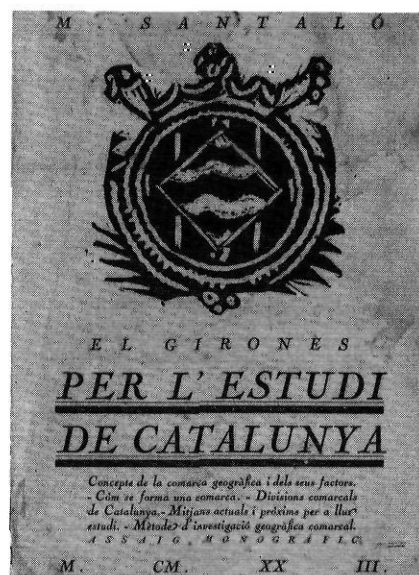 M. SANTALÓ
EL GIRONÈS
PER L'ESTUDI
DE CATALUNYA
Concepte de la comarca geogràfica i dels seus factors.
- Còm se forma una comarca. - Divisions comarcals
de Catalunya. - Mitjans actuals i pròxims per a llur
estudi. - Mètode d'investigació geogràfica comarcal.
ASSAIG MONOGRÀFIC
M. CM. XX III.